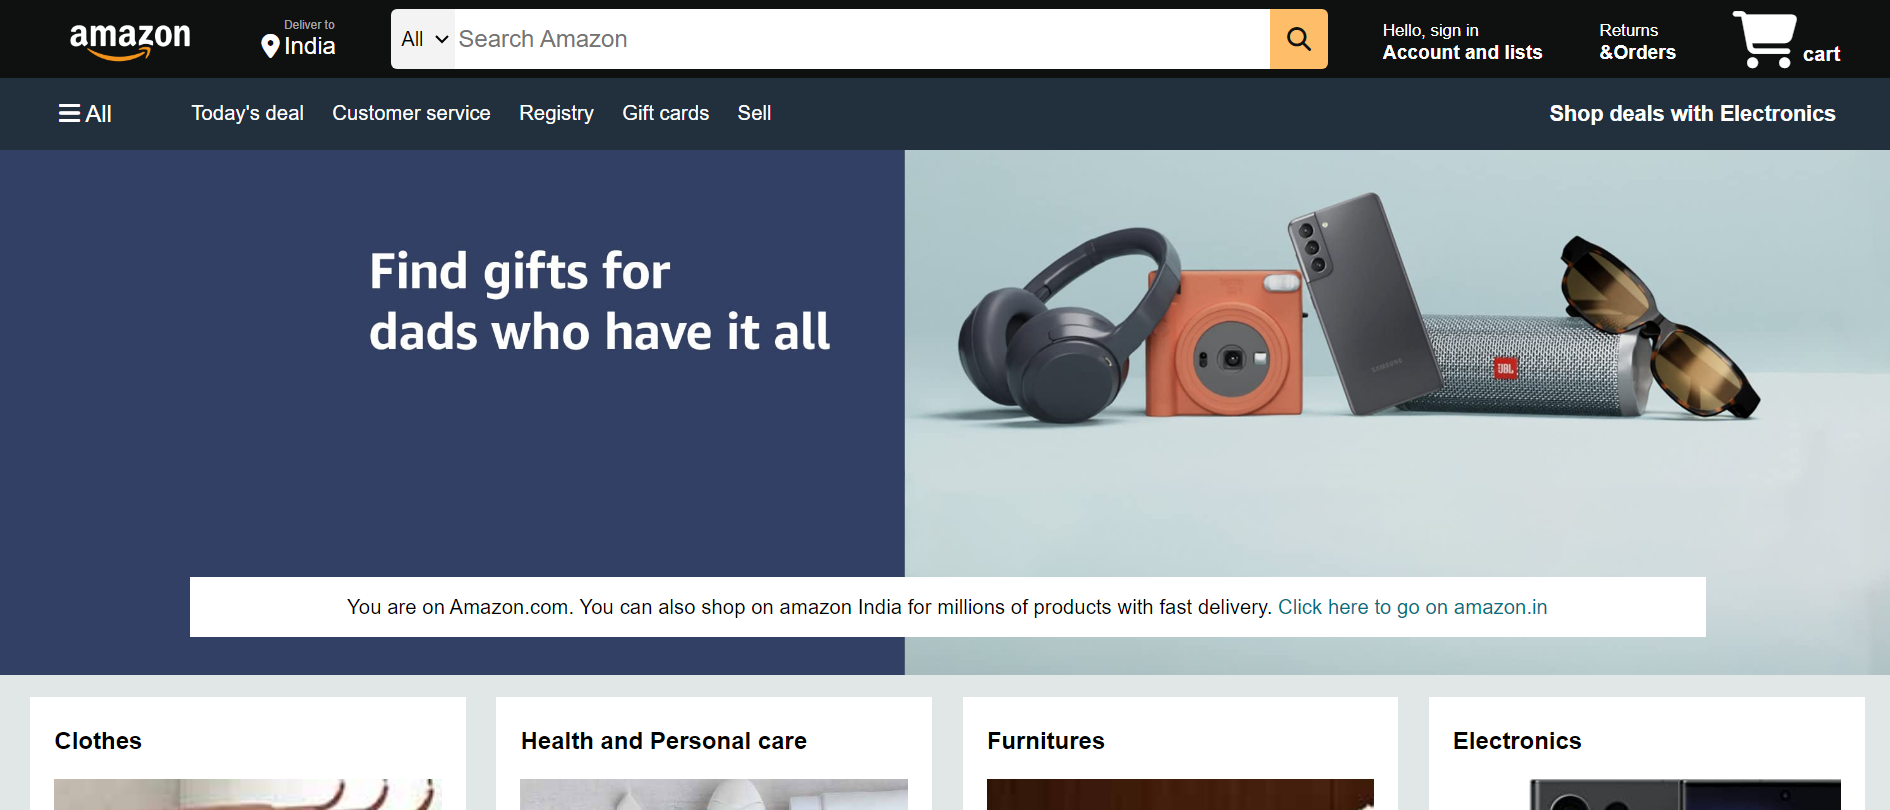 amazon
Deliver to
India
All
Search Amazon
Hello, sign in
Account and lists
Returns
&Orders
cart
All
Today's deal
Customer service
Registry
Gift cards
Sell
Shop deals with Electronics
Find gifts for
dads who have it all
SAMSUNG
JBL
You are on Amazon.com. You can also shop on amazon India for millions of products with fast delivery. Click here to go on amazon.in
Clothes
Health and Personal care
Furnitures
Electronics